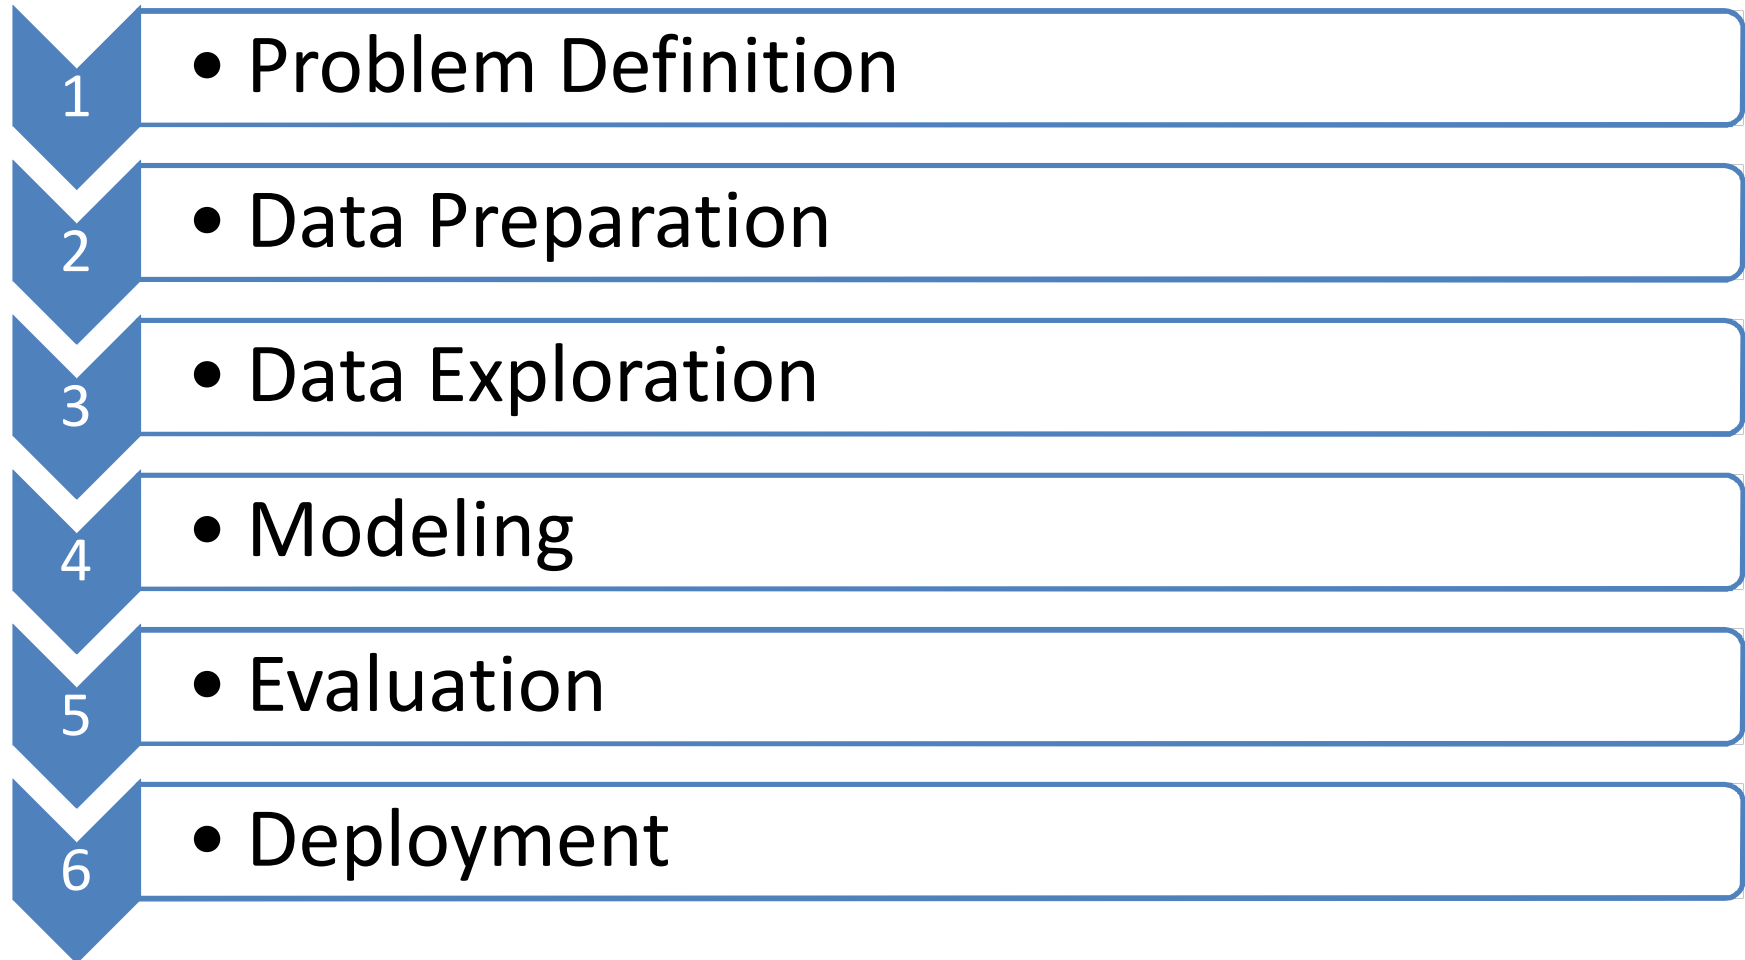 1 • Problem Definition
2 • Data Preparation
3 • Data Exploration
4 • Modeling
5 • Evaluation
6 • Deployment